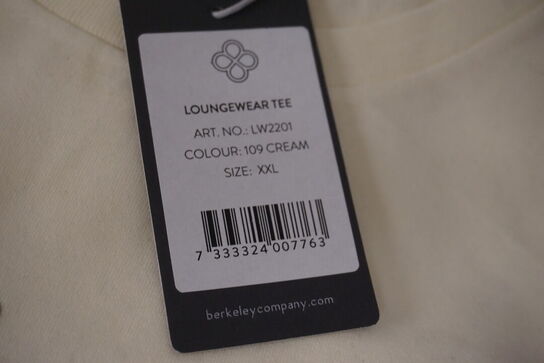 LOUNGEWEAR TEE
ART. NO.: LW2201
COLOUR: 109 CREAM
SIZE: XXL
7 333324 007763
berkeleycompany.com